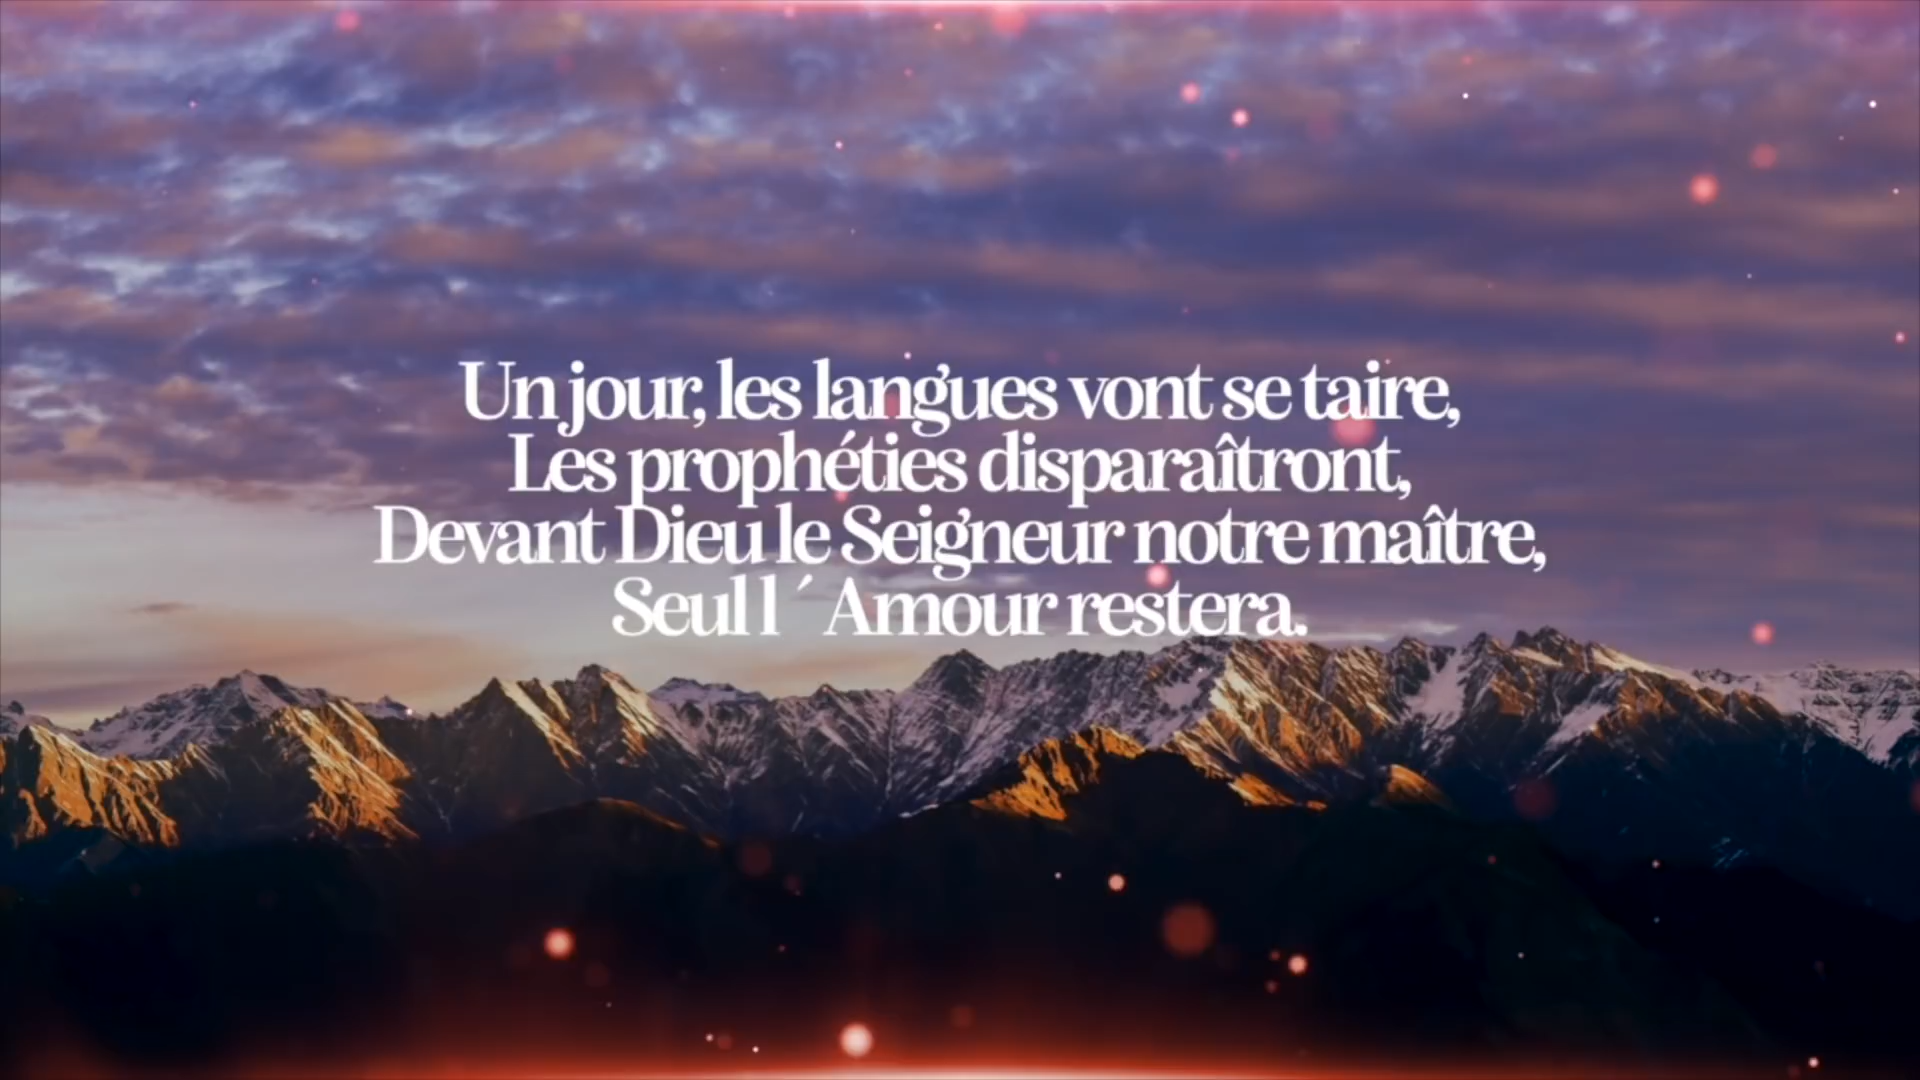 Un jour, les langues vont se taire,
Les prophéties disparaîtront,
Devant Dieu le Seigneur notre maître,
Seul l´Amour restera.